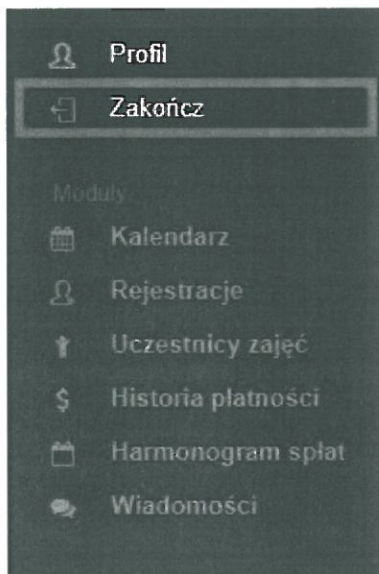 Profil
Zakończ
Moduły
Kalendarz
Rejestracje
Uczestnicy zajęć
Historia płatności
Harmonogram spłat
Wiadomości